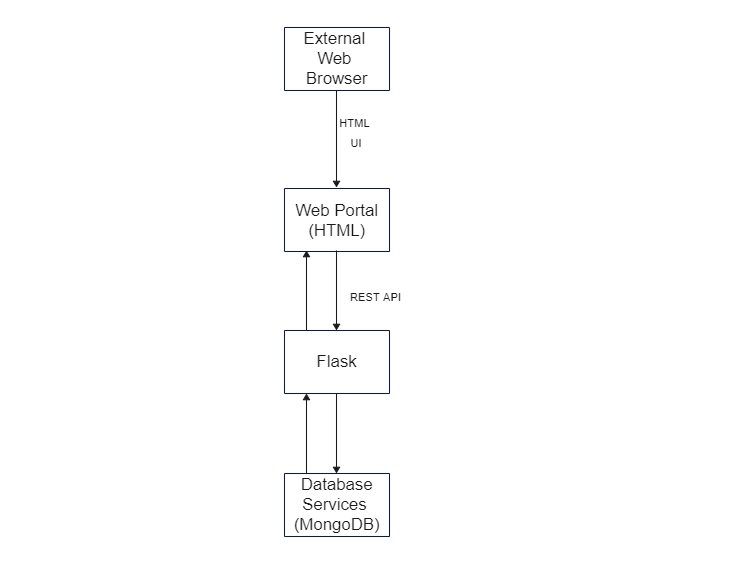 External
Web
Browser
HTML
UI
Web Portal
(HTML)
REST API
Flask
Database
Services
(MongoDB)